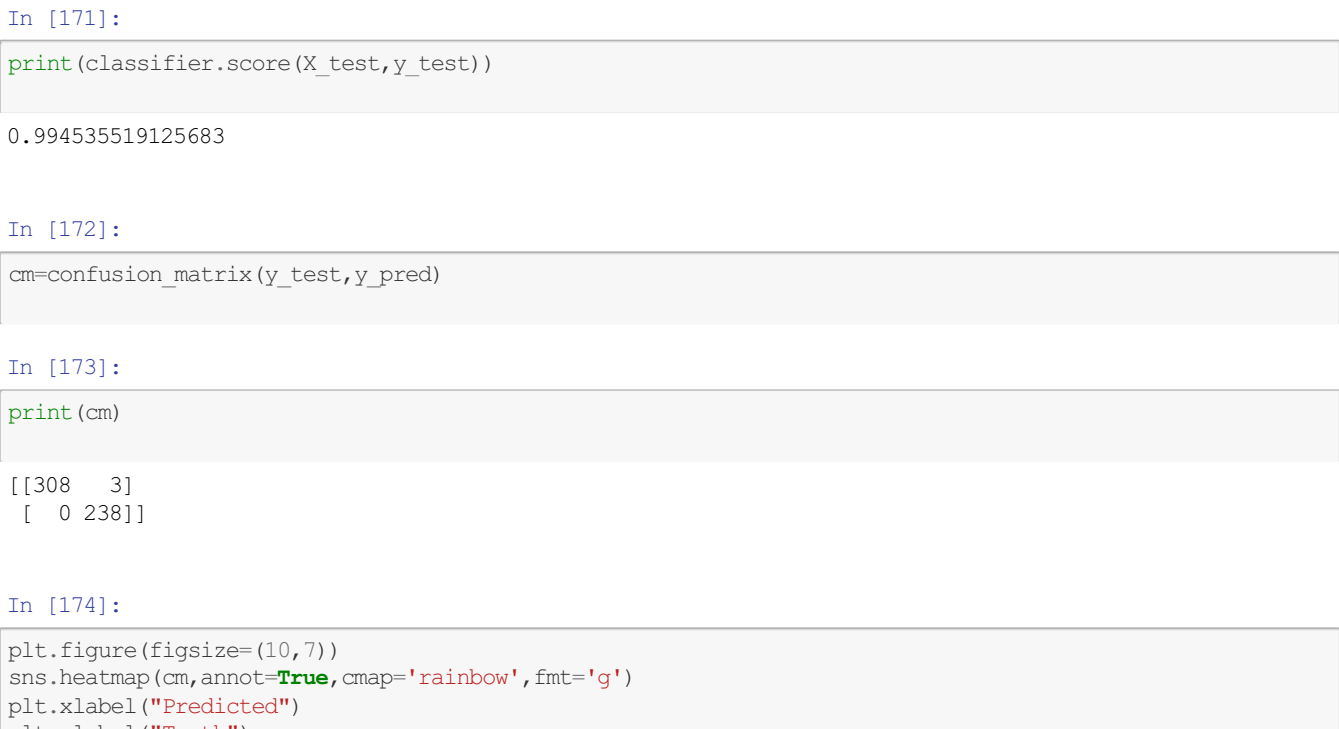 In [171]:
print(classifier.score(X_test,y_test))
0.994535519125683
In [172]:
cm=confusion_matrix(y_test,y_pred)
In [173]:
print(cm)
[[308   3]
 [  0 238]]
In [174]:
plt.figure(figsize=(10,7))
sns.heatmap(cm,annot=True,cmap='rainbow',fmt='g')
plt.xlabel("Predicted")